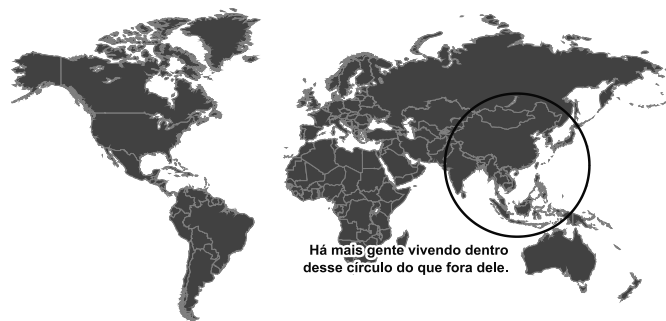 Há mais gente vivendo dentro
desse círculo do que fora dele.